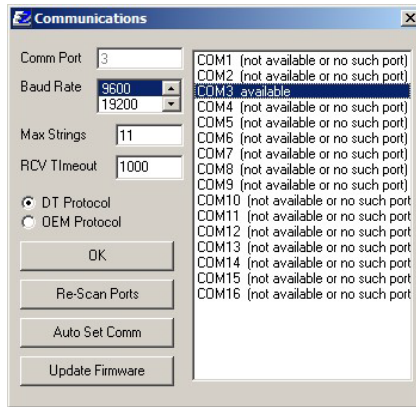 Communications
Comm Port 3
Baud Rate 9600
19200
Max Strings 11
RCV TImeout 1000
DT Protocol
OEM Protocol
OK
Re-Scan Ports
Auto Set Comm
Update Firmware
COM1 (not available or no such port)
COM2 (not available or no such port)
COM3 available
COM4 (not available or no such port)
COM5 (not available or no such port)
COM6 (not available or no such port)
COM7 (not available or no such port)
COM8 (not available or no such port)
COM9 (not available or no such port)
COM10 (not available or no such port
COM11 (not available or no such port
COM12 (not available or no such port
COM13 (not available or no such port
COM14 (not available or no such port
COM15 (not available or no such port
COM16 (not available or no such port